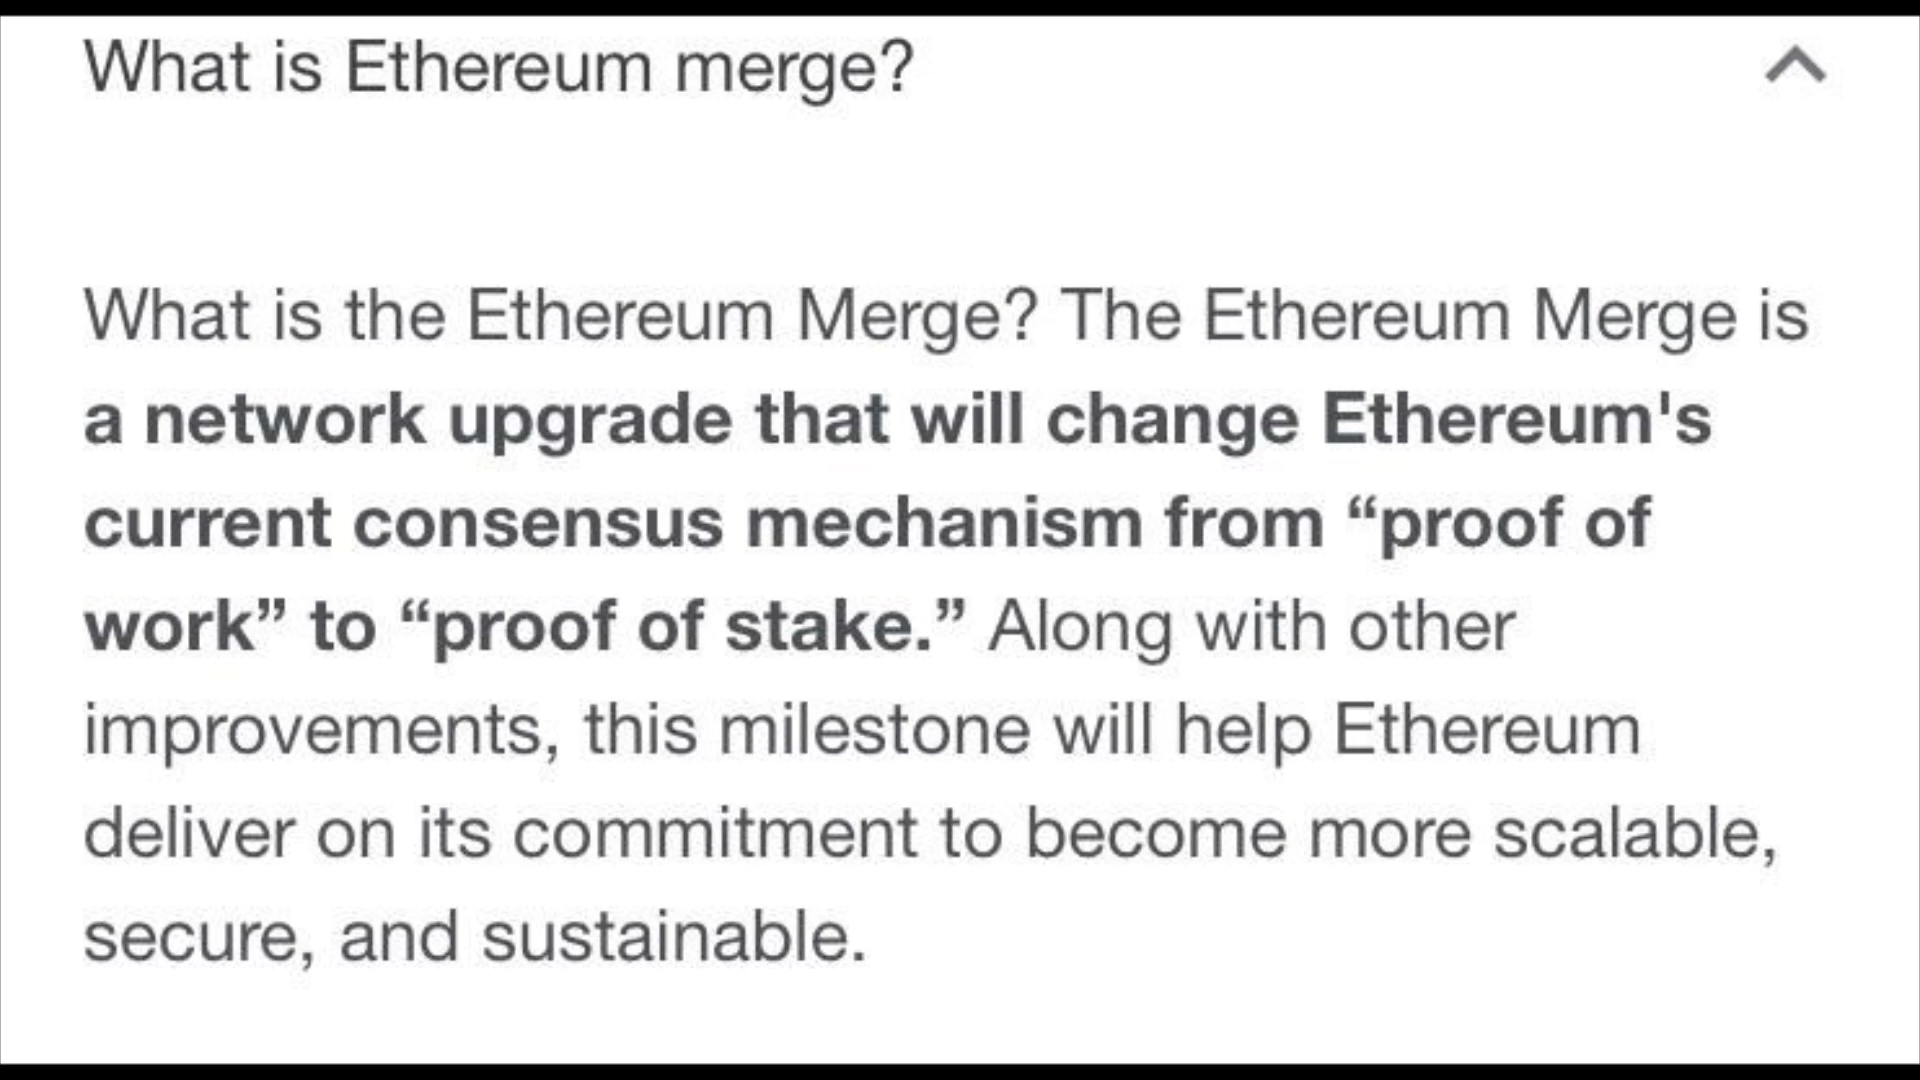 What is Ethereum merge?
What is the Ethereum Merge? The Ethereum Merge is
a network upgrade that will change Ethereum's
current consensus mechanism from “proof of
work” to “proof of stake.” Along with other
improvements, this milestone will help Ethereum
deliver on its commitment to become more scalable,
secure, and sustainable.